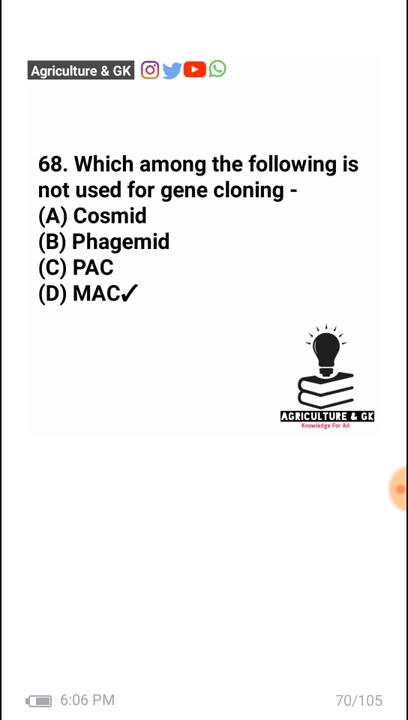 Agriculture & GK
68. Which among the following is
not used for gene cloning -
(A) Cosmid
(B) Phagemid
(C) PAC
(D) MAC✓
AGRICULTURE & GK
Knowledge For All
6:06 PM
70/105